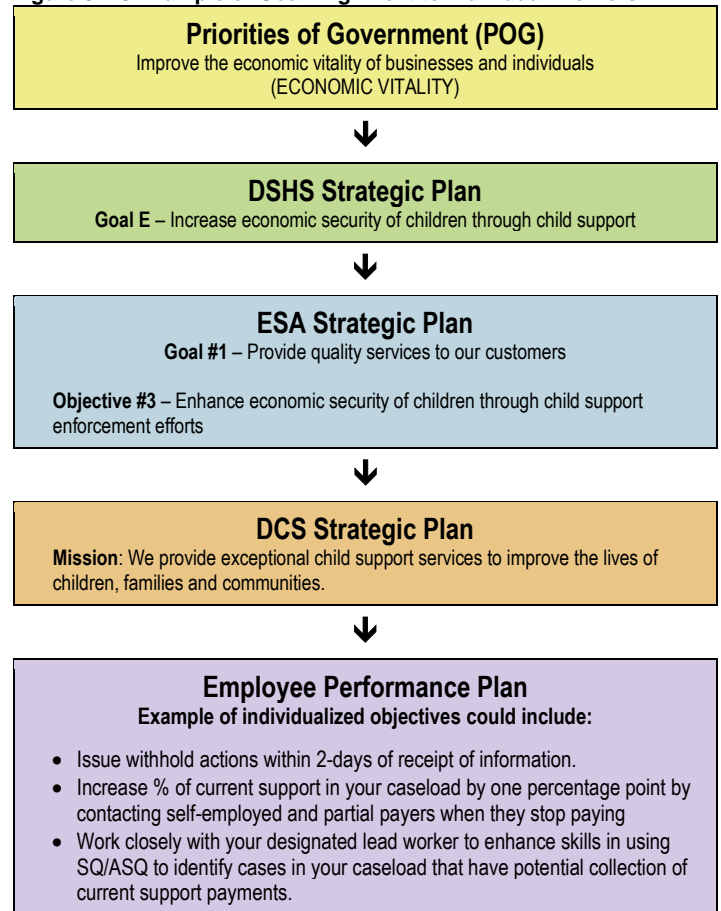 Priorities of Government (POG)
Improve the economic vitality of businesses and individuals
(ECONOMIC VITALITY)
DSHS Strategic Plan
Goal E – Increase economic security of children through child support
ESA Strategic Plan
Goal #1 – Provide quality services to our customers
Objective #3 – Enhance economic security of children through child support
enforcement efforts
DCS Strategic Plan
Mission: We provide exceptional child support services to improve the lives of
children, families and communities.
Employee Performance Plan
Example of individualized objectives could include:
• Issue withhold actions within 2-days of receipt of information.
• Increase % of current support in your caseload by one percentage point by
contacting self-employed and partial payers when they stop paying
• Work closely with your designated lead worker to enhance skills in using
SQ/ASQ to identify cases in your caseload that have potential collection of
current support payments.